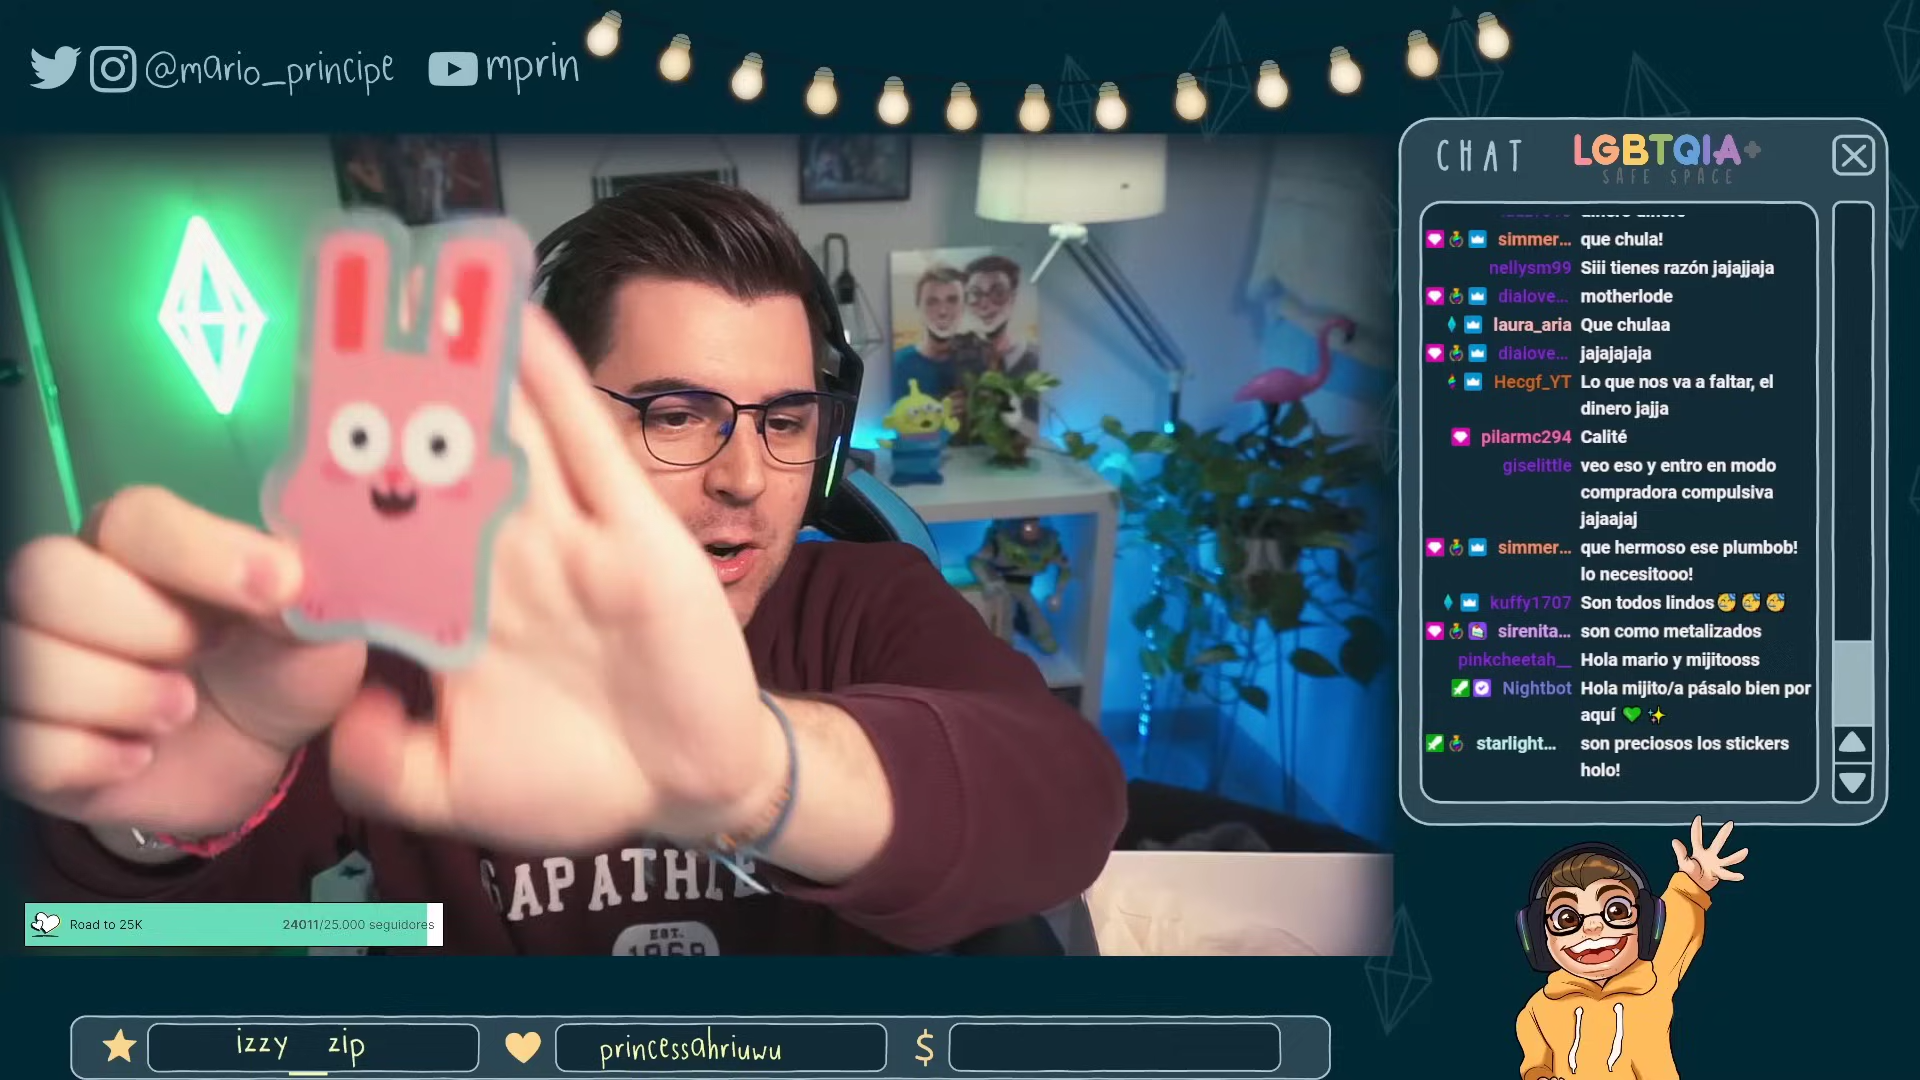 @mario_principe mprin
CHAT LGBTQIA+
SAFE SPACE
simmer... que chula!
nellysm99 Siii tienes razón jajajjaja
dialove... motherlode
laura_aria Que chulaa
dialove... jajajajaja
Hecgf_YT Lo que nos va a faltar, el
dinero jajja
pilarmc294 Calité
giselittle veo eso y entro en modo
compradora compulsiva
jajaajaj
simmer... que hermoso ese plumbob!
lo necesitooo!
kuffy1707 Son todos lindos🥳🥳🥳
sirenita... son como metalizados
pinkcheetah__ Hola mario y mijitooss
Nightbot Hola mijito/a pásalo bien por
aquí 💚 ✨
starlight... son preciosos los stickers
holo!
APATHIE
EST.
1969
Road to 25K 24011/25.000 seguidores
izzy__zip princessahriuwu $